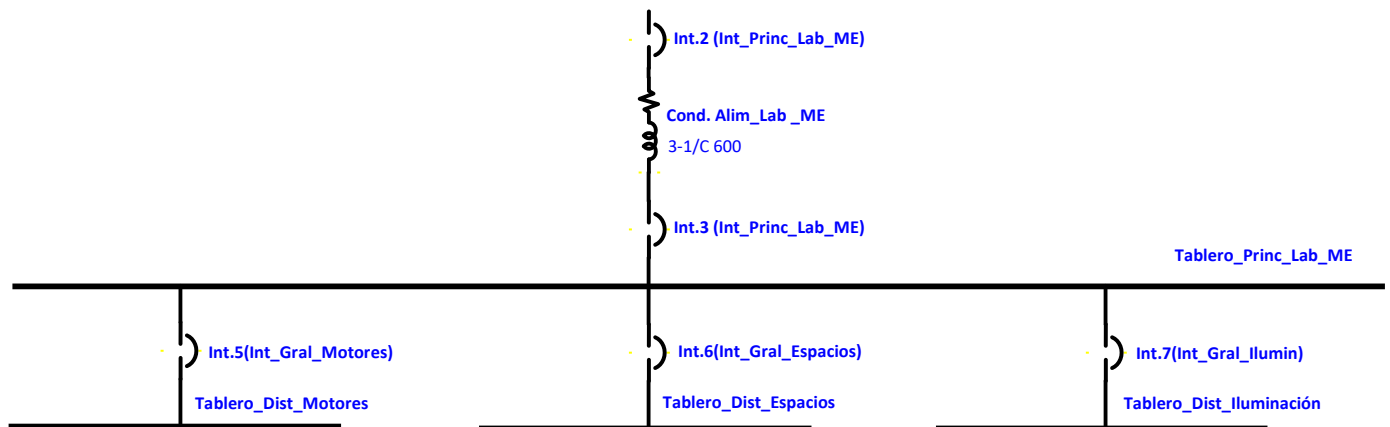 Int.2 (Int_Princ_Lab_ME)
Cond. Alim_Lab _ME
3-1/C 600
Int.3 (Int_Princ_Lab_ME)
Tablero_Princ_Lab_ME
Int.5(Int_Gral_Motores)
Int.6(Int_Gral_Espacios)
Int.7(Int_Gral_Ilumin)
Tablero_Dist_Motores
Tablero_Dist_Espacios
Tablero_Dist_Iluminación